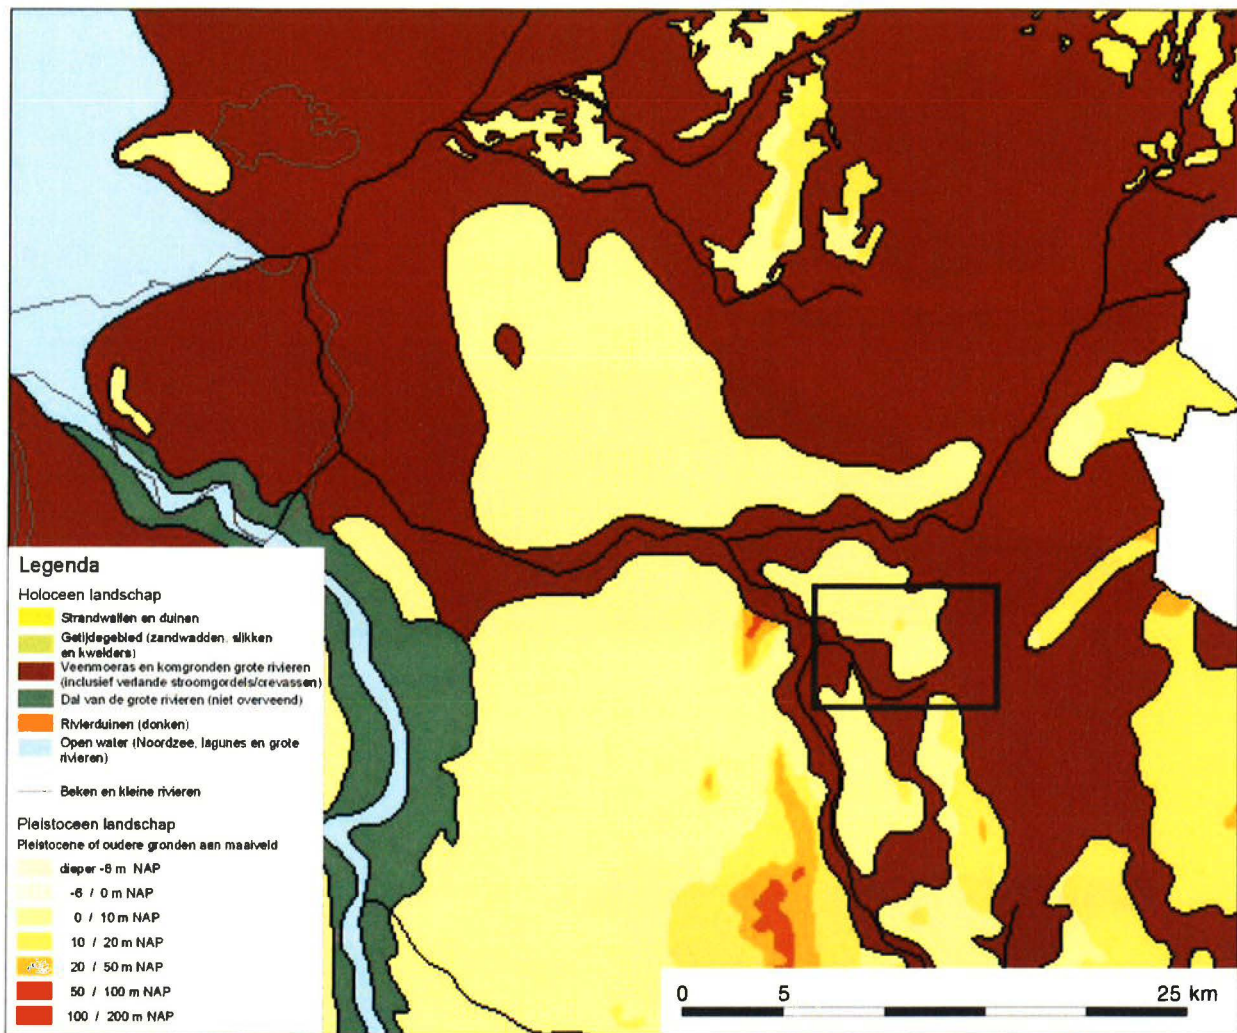 Legenda
Holoceen landschap
Strandwallen en duinen
Getijdegebied (zandwadden, slikken
en kwelders)
Veenmoeras en komgronden grote rivieren
(inclusief verlande stroomgordels/crevassen)
Dal van de grote rivieren (niet overveend)
Rivierduinen (donken)
Open water (Noordzee, lagunes en grote
rivieren)
Beken en kleine rivieren
Pleistoceen landschap
Pleistocene of oudere gronden aan maaiveld
dieper -6 m NAP
-6 / 0 m NAP
0 / 10 m NAP
10 / 20 m NAP
20 / 50 m NAP
50 / 100 m NAP
100 / 200 m NAP
0 5 25 km